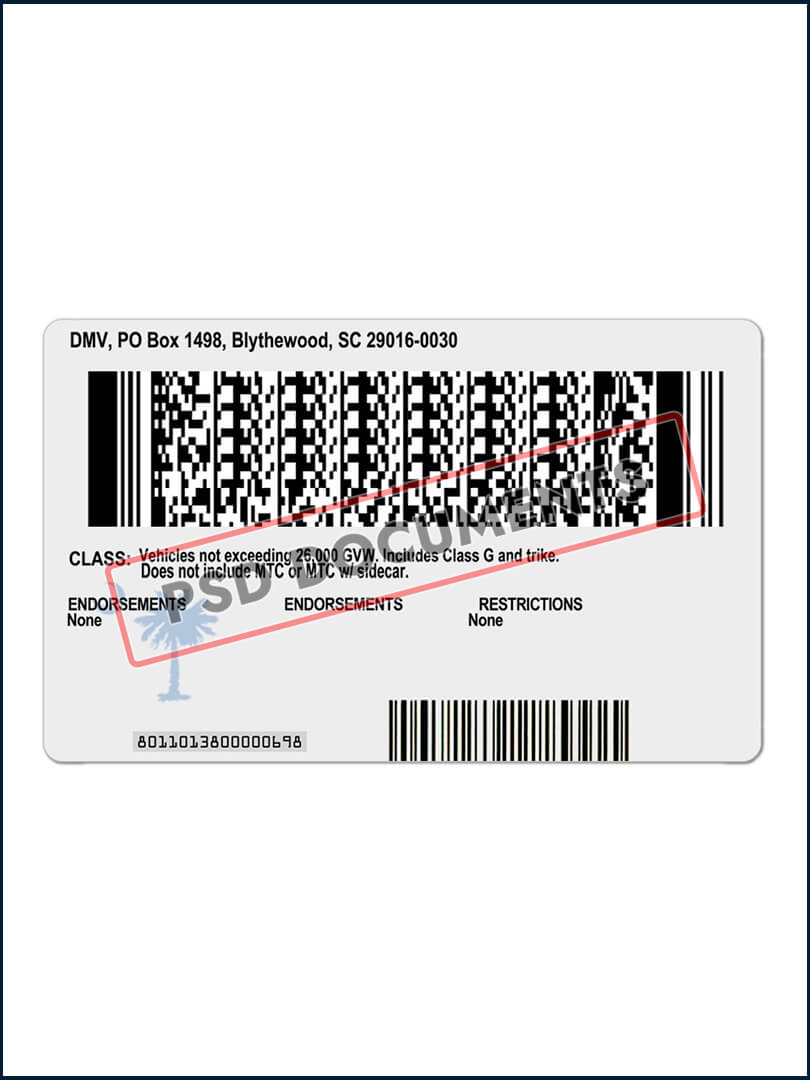 DMV, PO Box 1498, Blythewood, SC 29016-0030
CLASS: Vehicles not exceeding 26,000 GVW. Includes Class G and trike.
Does not include MTC or MTC w/ sidecar.
PSD DOCUMENTS
ENDORSEMENTS ENDORSEMENTS RESTRICTIONS
None None
8011013800000698